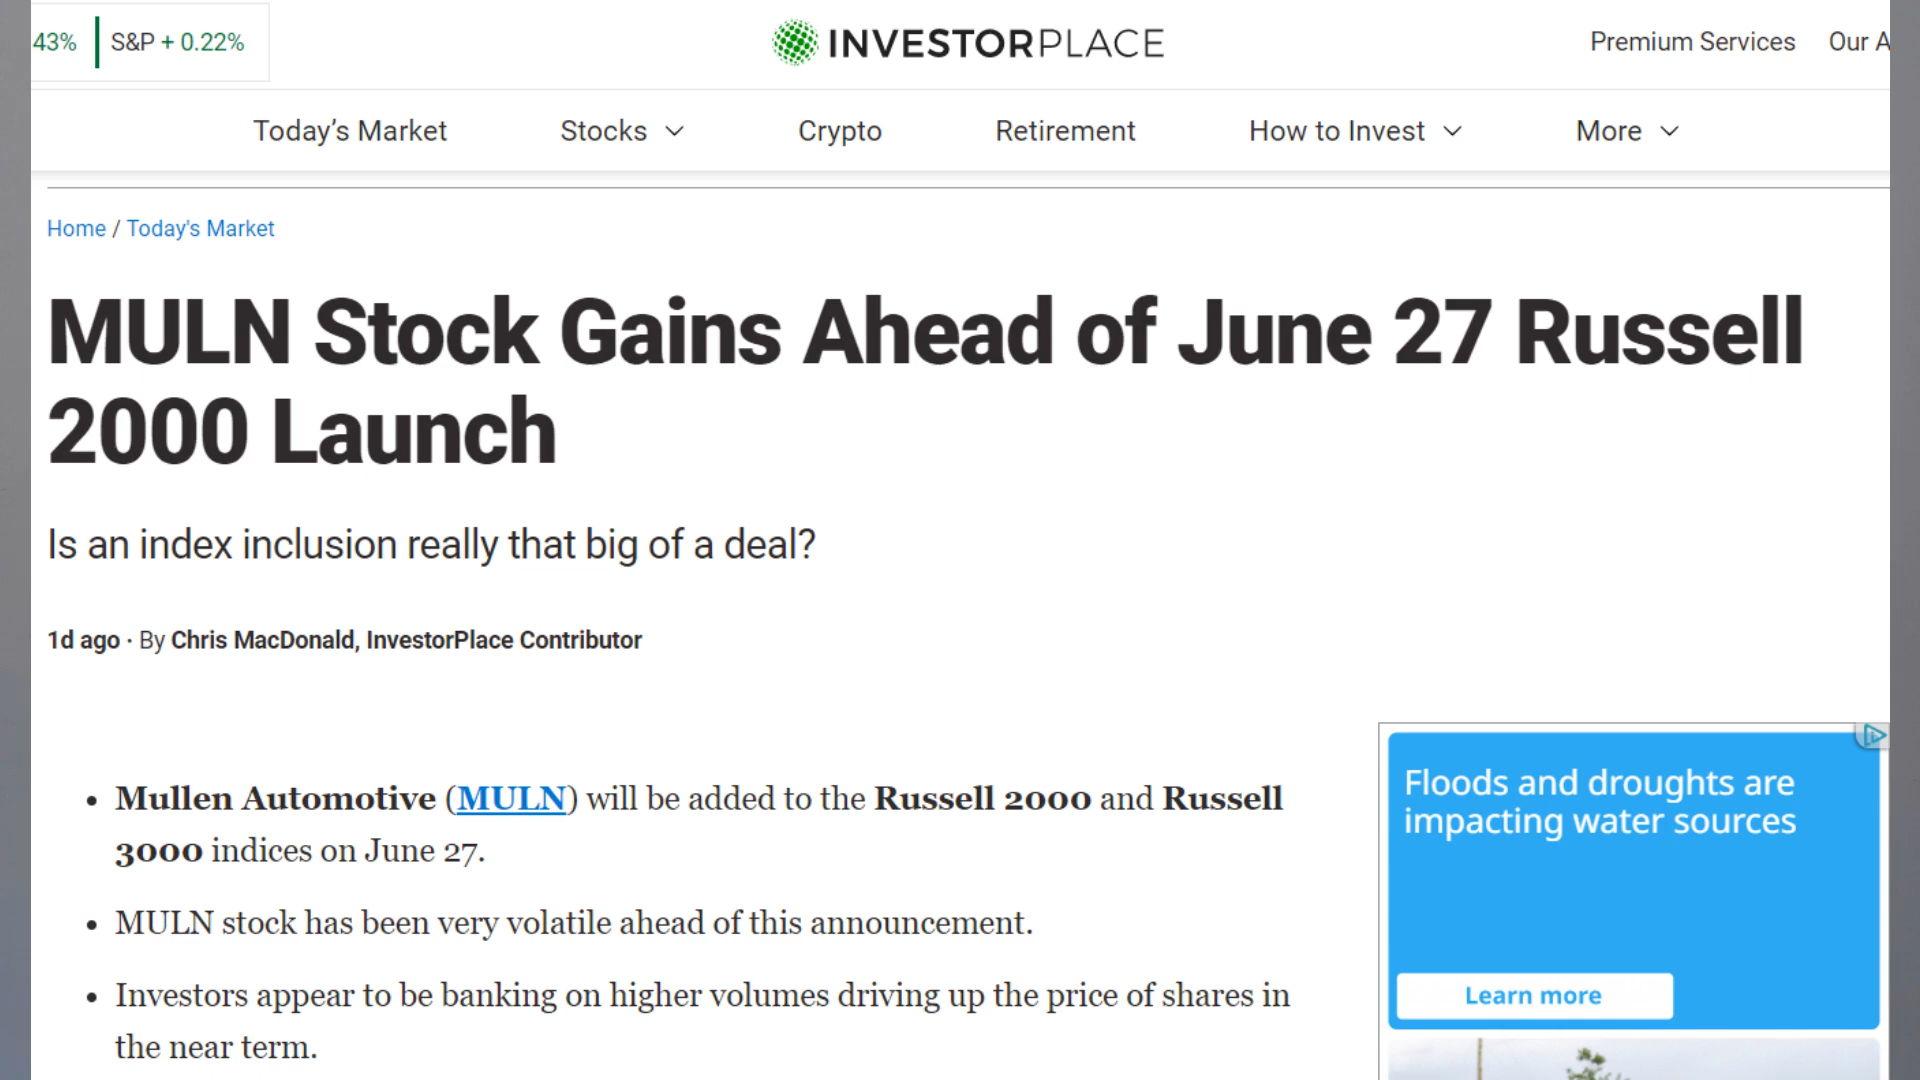 43% S&P + 0.22%
INVESTORPLACE
Premium Services Our A
Today’s Market Stocks Crypto Retirement How to Invest More
Home / Today's Market
MULN Stock Gains Ahead of June 27 Russell
2000 Launch
Is an index inclusion really that big of a deal?
1d ago · By Chris MacDonald, InvestorPlace Contributor
• Mullen Automotive (MULN) will be added to the Russell 2000 and Russell
3000 indices on June 27.
• MULN stock has been very volatile ahead of this announcement.
• Investors appear to be banking on higher volumes driving up the price of shares in
the near term.
Floods and droughts are
impacting water sources
Learn more